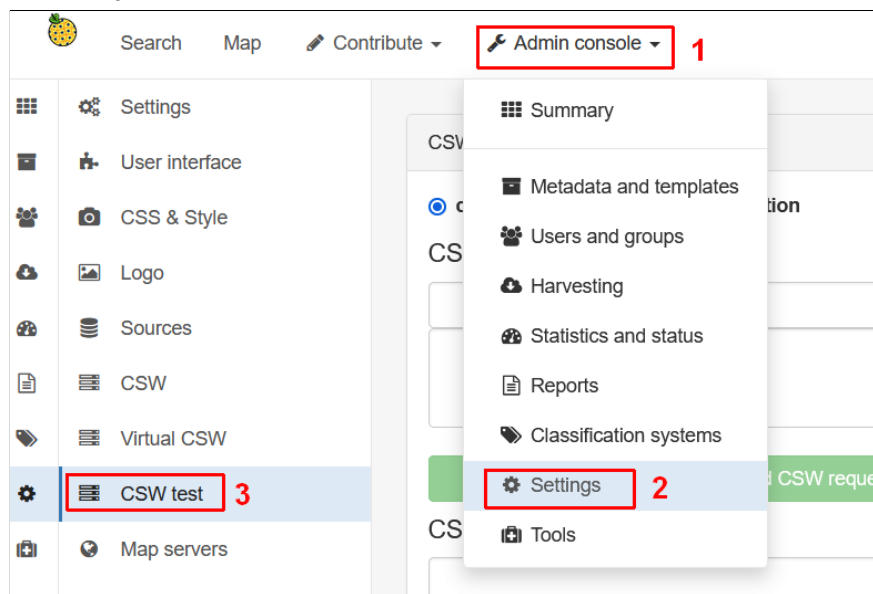 Search Map Contribute Admin console 1
Settings
User interface
CSS & Style
Logo
Sources
CSW
Virtual CSW
CSW test 3
Map servers
Summary
Metadata and templates
Users and groups
Harvesting
Statistics and status
Reports
Classification systems
Settings 2
Tools
CSW
tion
CS
CSW reque
CS